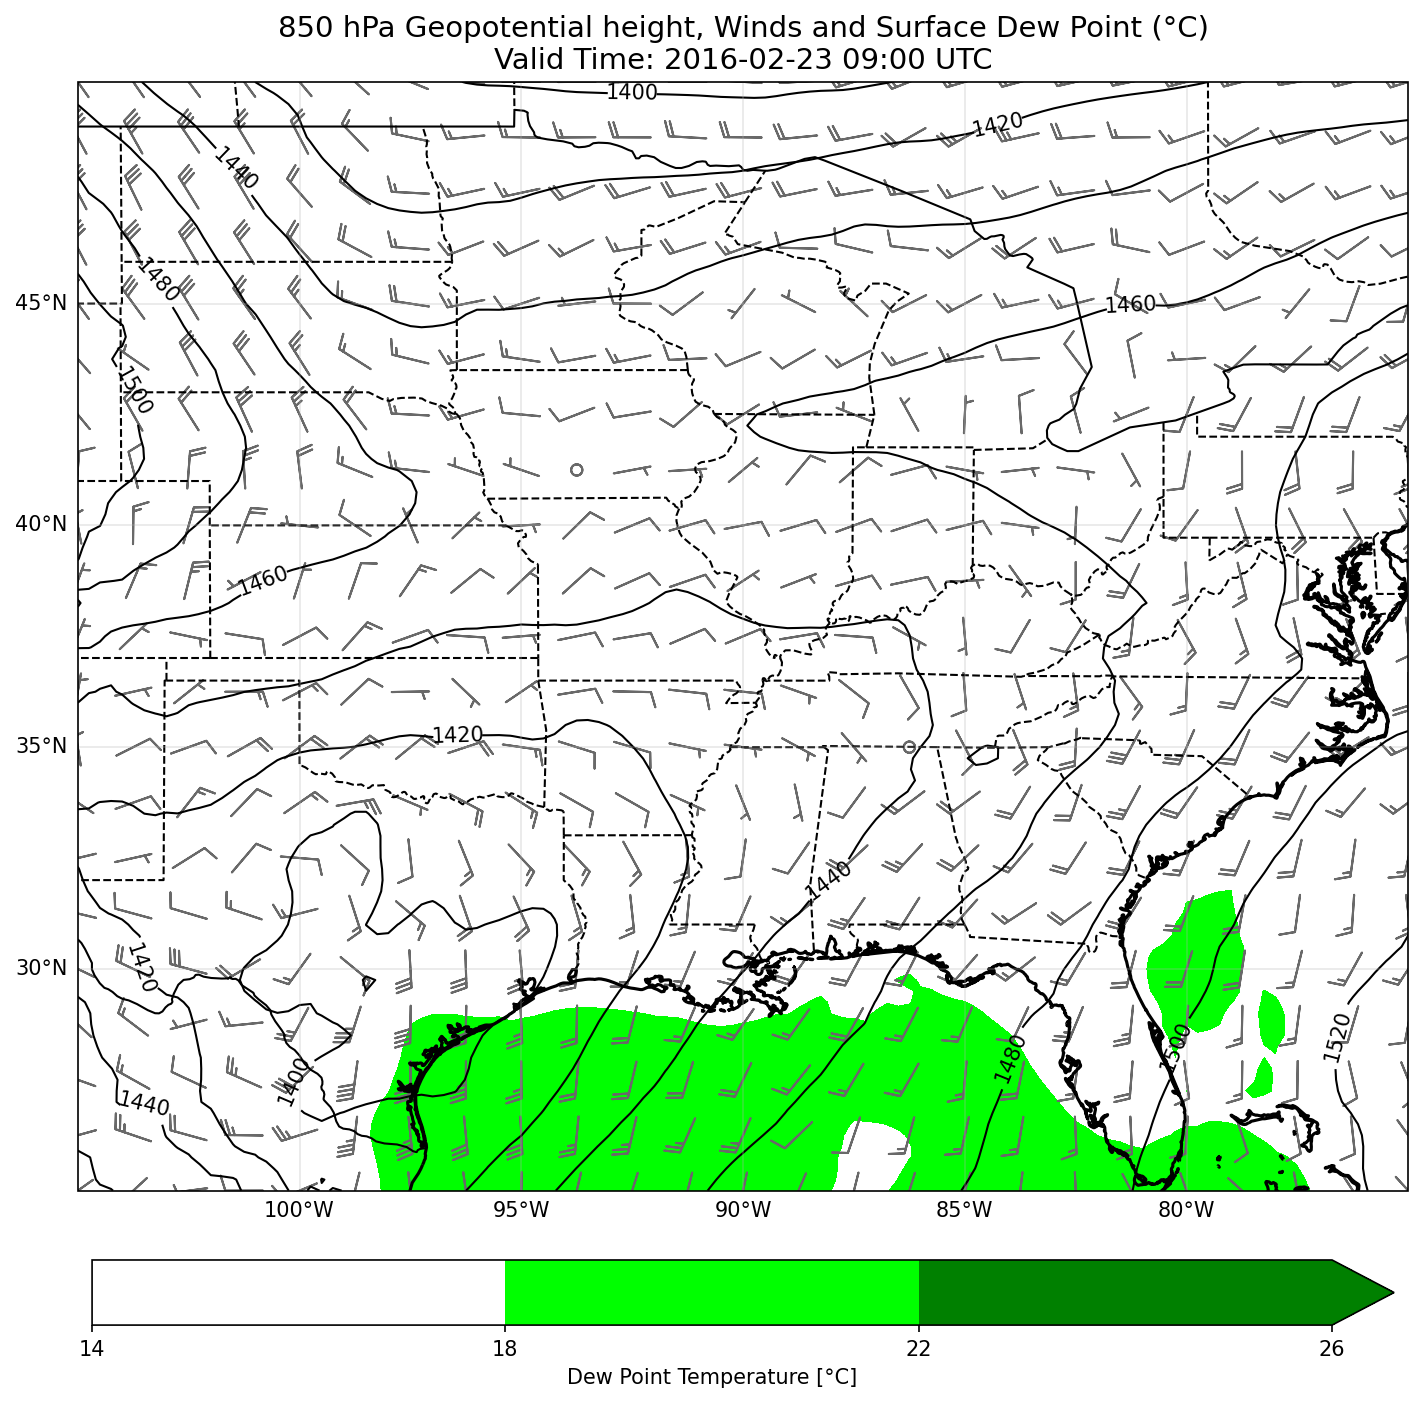 850 hPa Geopotential height, Winds and Surface Dew Point (°C)
Valid Time: 2016-02-23 09:00 UTC
1400
1420
1440
1480
1460
1500
1460
1420
1440
1420
1480
1500
1520
1400
1440
45°N
40°N
35°N
30°N
100°W
95°W
90°W
85°W
80°W
14
18
22
26
Dew Point Temperature [°C]